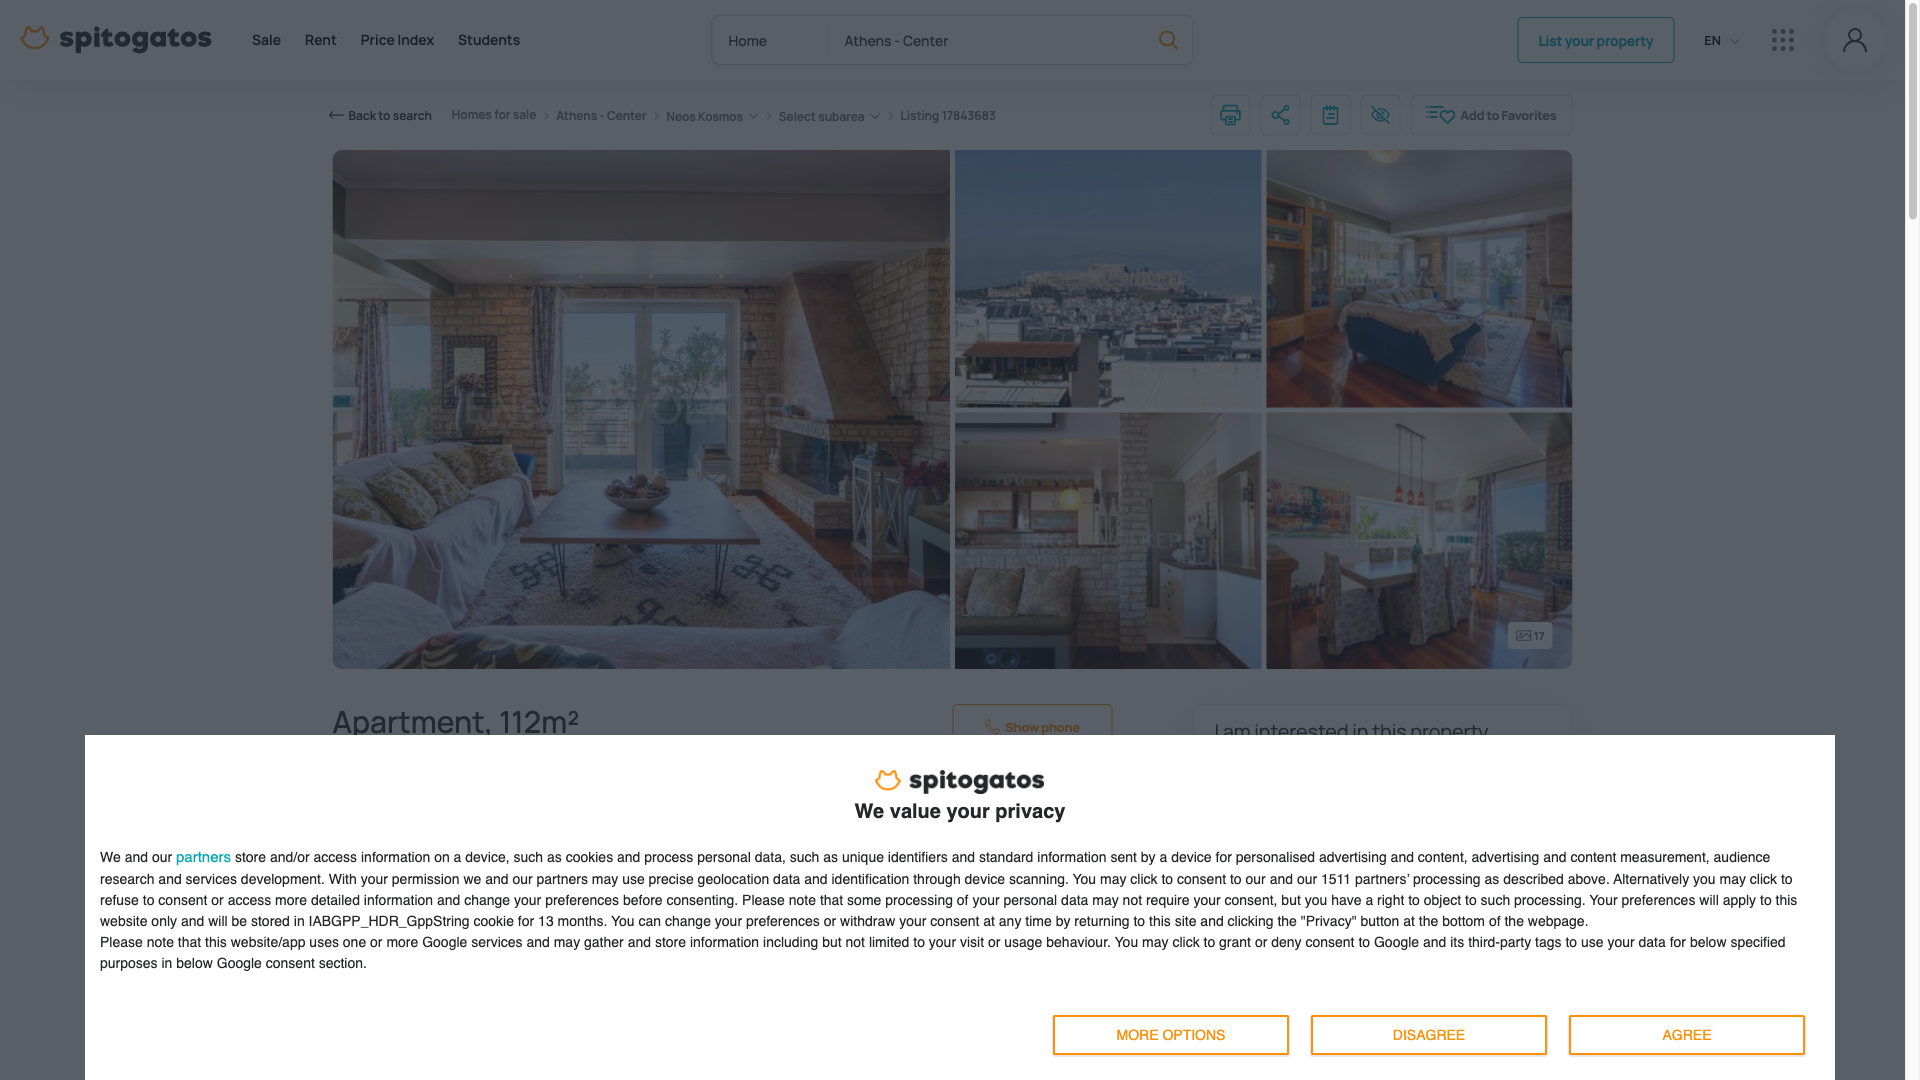 spitogatos
Sale
Rent
Price Index
Students
Home
Athens - Center
List your property
EN
Back to search
Homes for sale
Athens - Center
Neos Kosmos
Select subarea
Listing 17843683
Add to Favorites
17
Apartment, 112m²
Show phone
I am interested in this property
spitogatos
We value your privacy
We and our partners store and/or access information on a device, such as cookies and process personal data, such as unique identifiers and standard information sent by a device for personalised advertising and content, advertising and content measurement, audience
research and services development. With your permission we and our partners may use precise geolocation data and identification through device scanning. You may click to consent to our and our 1511 partners’ processing as described above. Alternatively you may click to
refuse to consent or access more detailed information and change your preferences before consenting. Please note that some processing of your personal data may not require your consent, but you have a right to object to such processing. Your preferences will apply to this
website only and will be stored in IABGPP_HDR_GppString cookie for 13 months. You can change your preferences or withdraw your consent at any time by returning to this site and clicking the "Privacy" button at the bottom of the webpage.
Please note that this website/app uses one or more Google services and may gather and store information including but not limited to your visit or usage behaviour. You may click to grant or deny consent to Google and its third-party tags to use your data for below specified
purposes in below Google consent section.
MORE OPTIONS
DISAGREE
AGREE